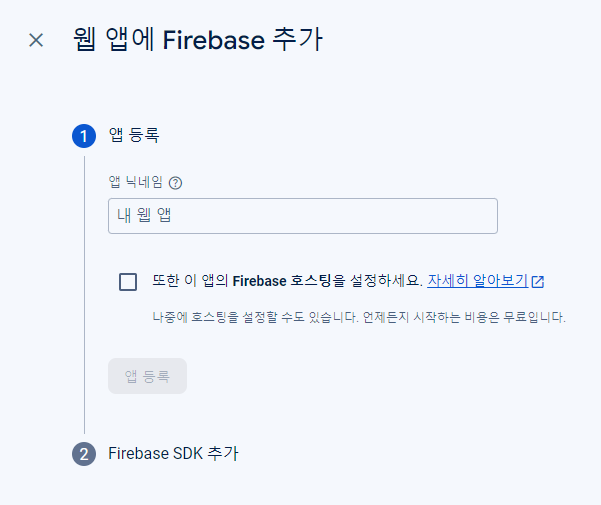 웹 앱에 Firebase 추가
1 앱 등록
앱 닉네임 ?
내 웹 앱
또한 이 앱의 Firebase 호스팅을 설정하세요. 자세히 알아보기
나중에 호스팅을 설정할 수도 있습니다. 언제든지 시작하는 비용은 무료입니다.
앱 등록
2 Firebase SDK 추가